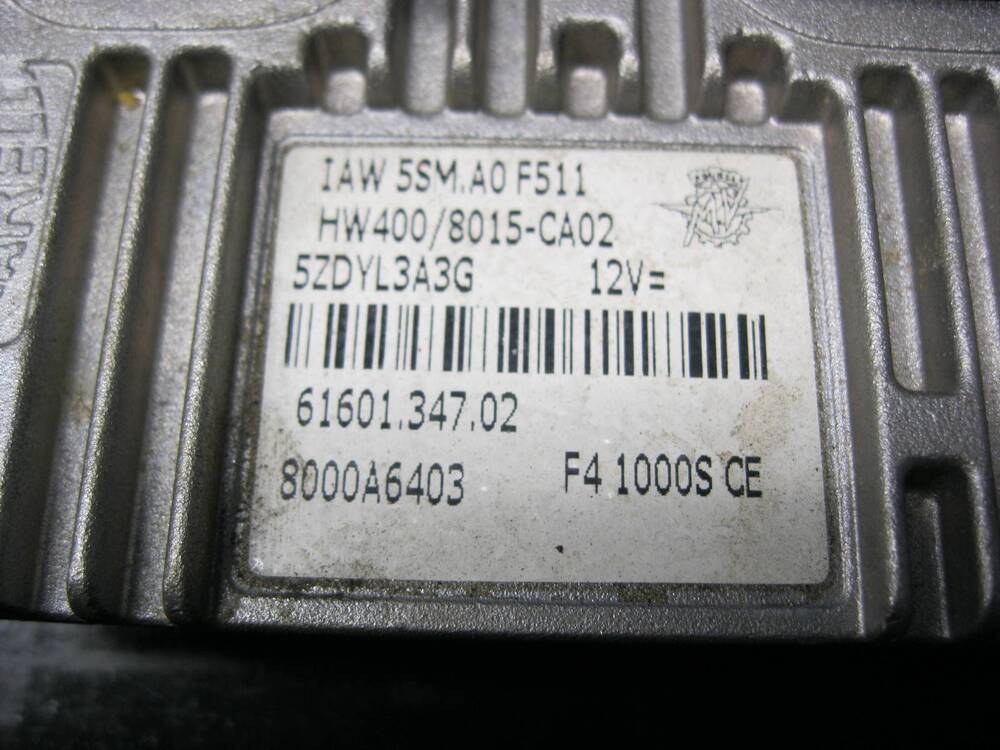 IAW 5SM.A0 F511
HW400/8015-CA02
5ZDYL3A3G 12V=
61601.347.02
8000A6403 F4 1000S CE